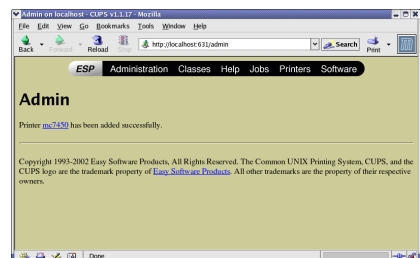 Admin on localhost - CUPS v1.1.17 - Mozilla
File Edit View Go Bookmarks Tools Window Help
Back Forward Reload Stop http://localhost:631/admin Search Print
ESP Administration Classes Help Jobs Printers Software
Admin
Printer mc7450 has been added successfully.
Copyright 1993-2002 Easy Software Products, All Rights Reserved. The Common UNIX Printing System, CUPS, and the
CUPS logo are the trademark property of Easy Software Products. All other trademarks are the property of their respective
owners.
Done